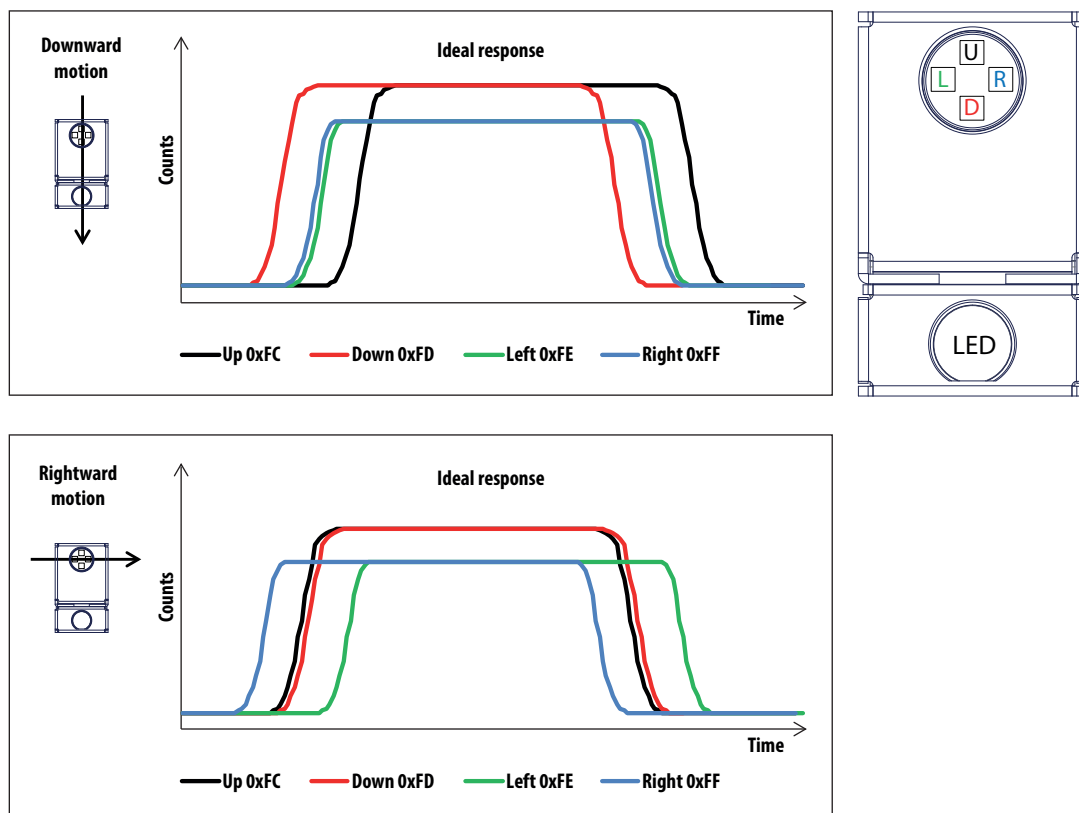 Downward
motion
Ideal response
Counts
Time
Up 0xFC Down 0xFD Left 0xFE Right 0xFF
U
L R
D
LED
Rightward
motion
Ideal response
Counts
Time
Up 0xFC Down 0xFD Left 0xFE Right 0xFF